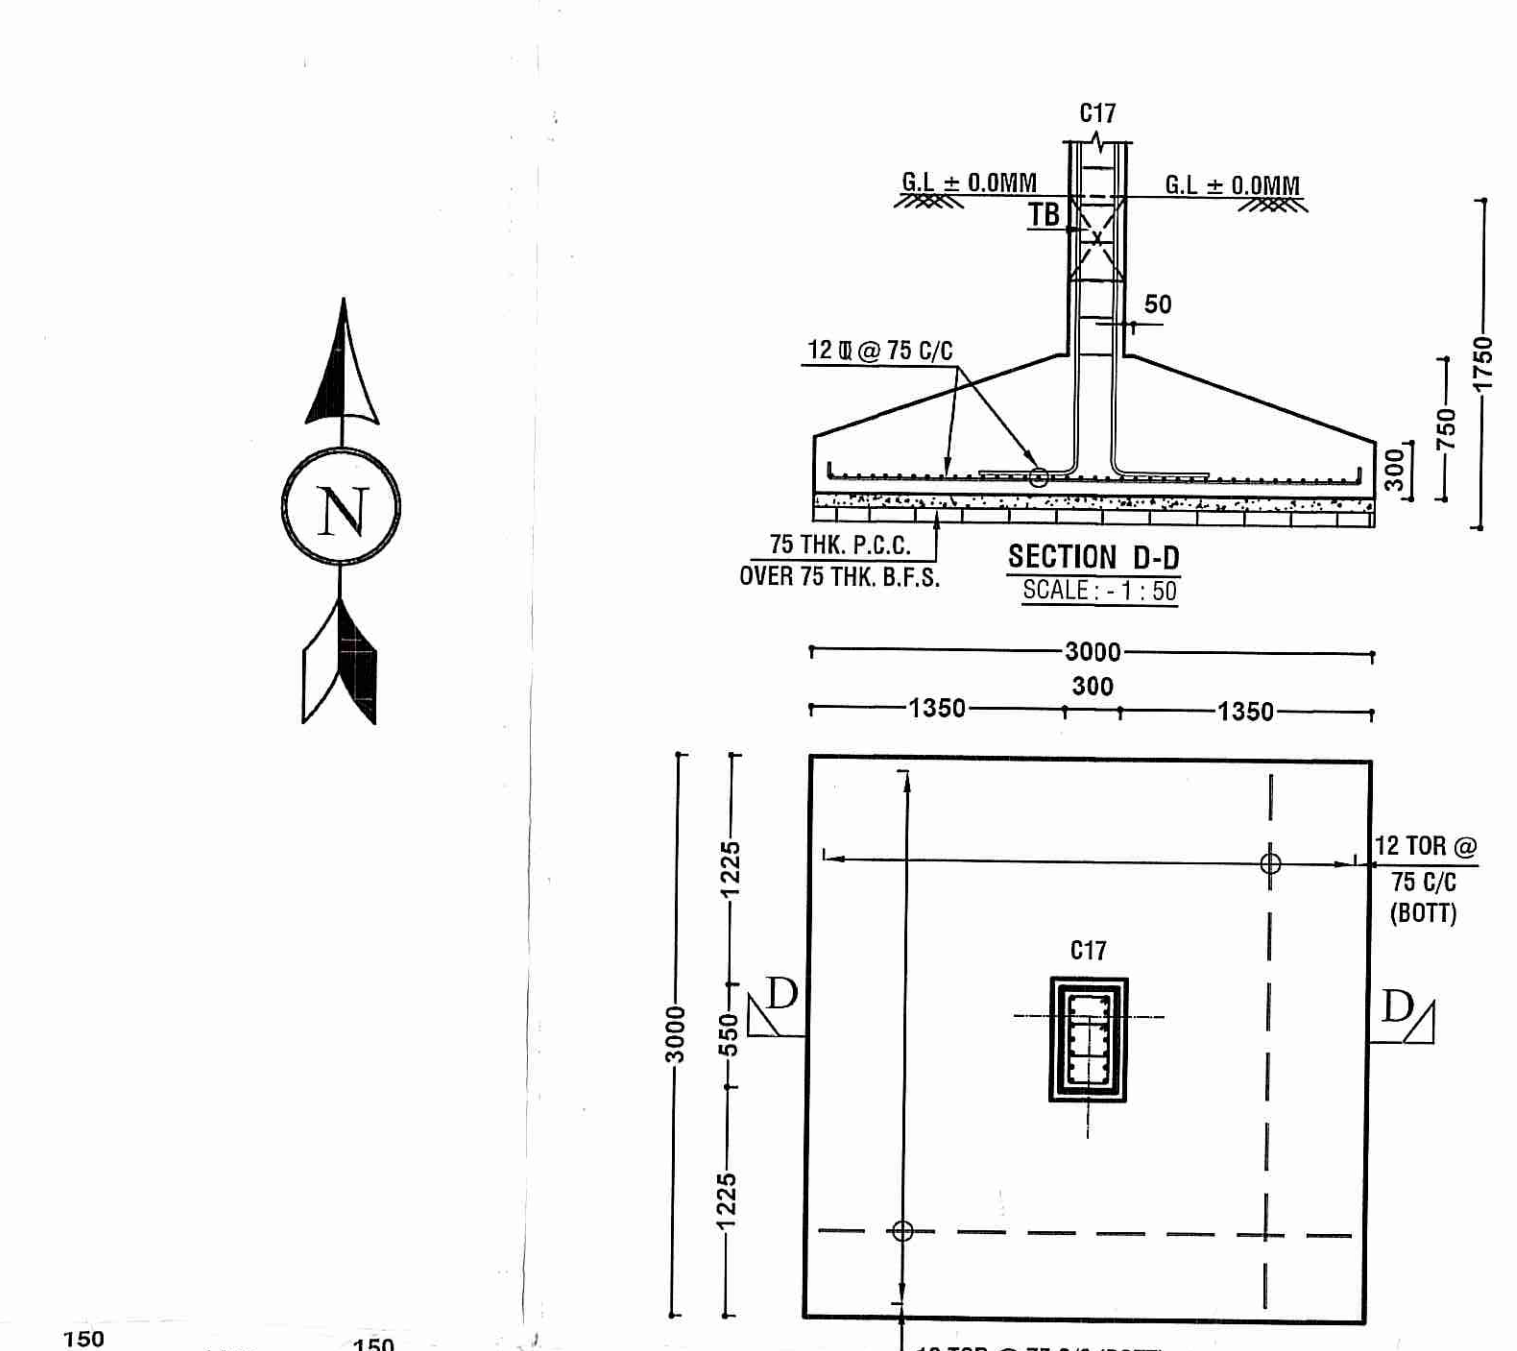 C17
G.L ± 0.0MM
G.L ± 0.0MM
TB
50
12 @ 75 C/C
1750
750
300
75 THK. P.C.C.
OVER 75 THK. B.F.S.
SECTION D-D
SCALE : - 1 : 50
3000
300
1350
1350
N
1225
12 TOR @
75 C/C
(BOTT)
C17
D
D
3000
550
1225
150
150